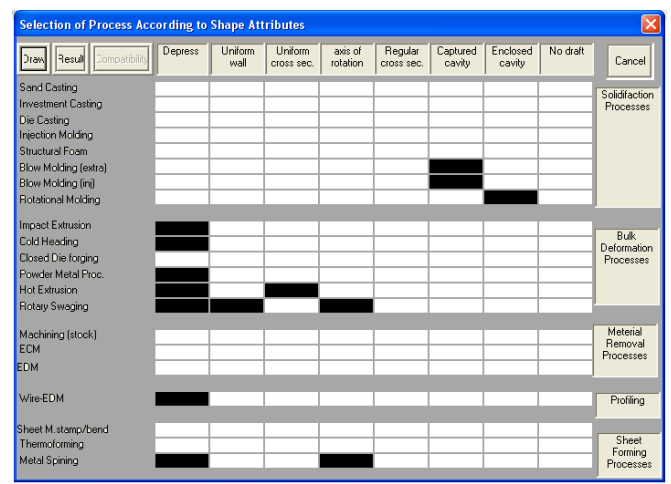 Selection of Process According to Shape Attributes
Draw Result Compatibility Depress Uniform wall Uniform cross sec. axis of rotation Regular cross sec. Captured cavity Enclosed cavity No draft Cancel
Sand Casting
Investment Casting
Die Casting
Injection Molding
Structural Foam
Blow Molding (extra)
Blow Molding (inj)
Rotational Molding
Solidifaction
Processes
Impact Extrusion
Cold Heading
Closed Die forging
Powder Metal Proc.
Hot Extrusion
Rotary Swaging
Bulk
Deformation
Processes
Machining (stock)
ECM
EDM
Meterial
Removal
Processes
Wire-EDM
Profiling
Sheet M.stamp/bend
Thermoforming
Metal Spining
Sheet
Forming
Processes